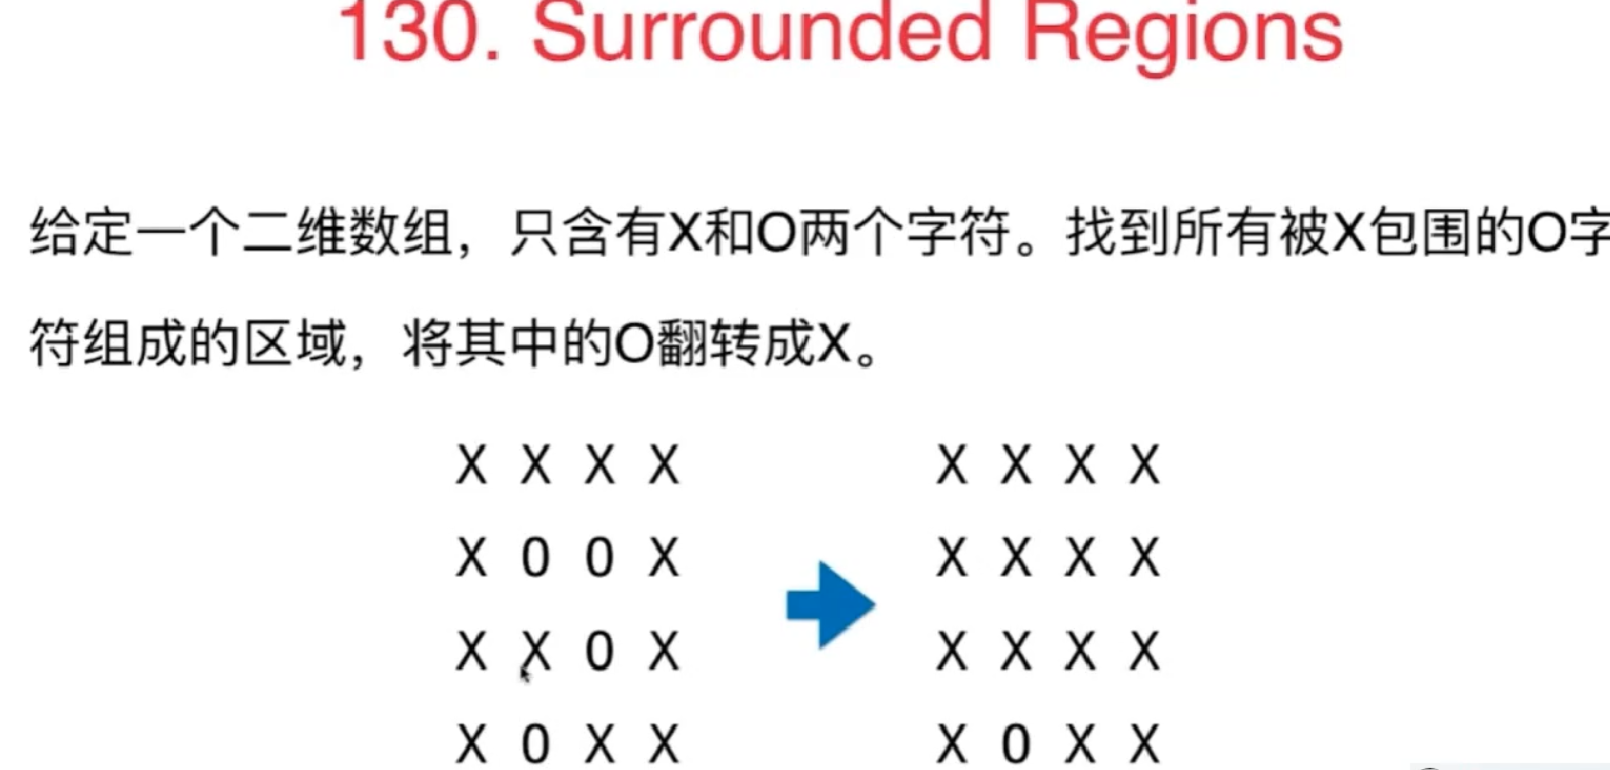 130. Surrounded Regions
给定一个二维数组，只含有X和O两个字符。找到所有被X包围的O字
符组成的区域，将其中的O翻转成X。
X X X X X X X X
X 0 0 X X X X X
X X 0 X X X X X
X 0 X X X 0 X X